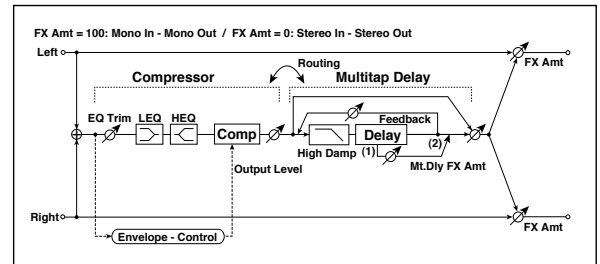 FX Amt = 100: Mono In - Mono Out / FX Amt = 0: Stereo In - Stereo Out
Left
FX Amt
Routing
Compressor
Multitap Delay
EQ Trim
LEQ
HEQ
Feedback
Comp
Delay
High Damp
(1)
(2)
Output Level
Mt.Dly FX Amt
Right
FX Amt
Envelope - Control